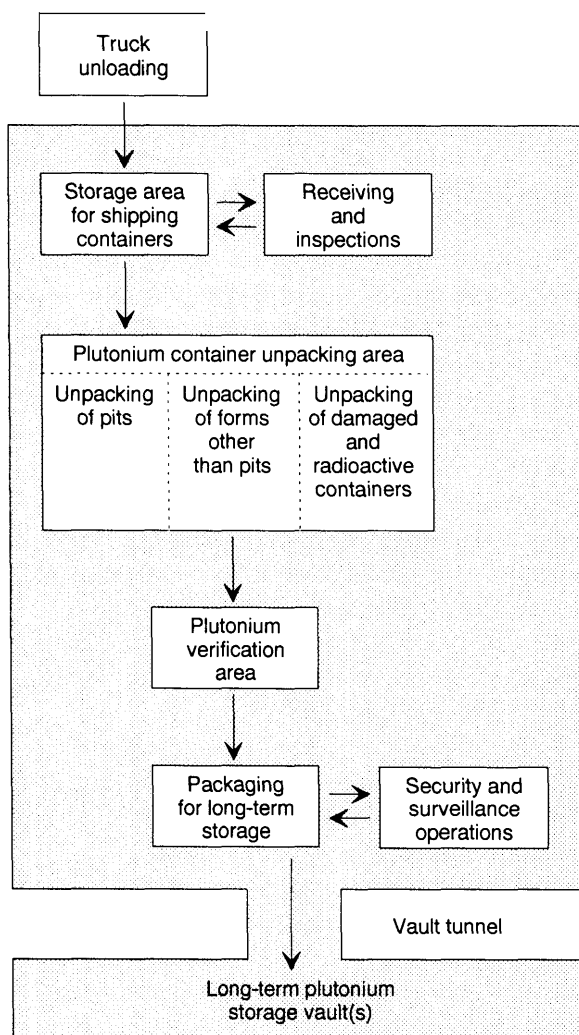 Truck
unloading
Storage area
for shipping
containers
Receiving
and
inspections
Plutonium container unpacking area
Unpacking
of pits
Unpacking
of forms
other
than pits
Unpacking
of damaged
and
radioactive
containers
Plutonium
verification
area
Packaging
for long-term
storage
Security and
surveillance
operations
Vault tunnel
Long-term plutonium
storage vault(s)